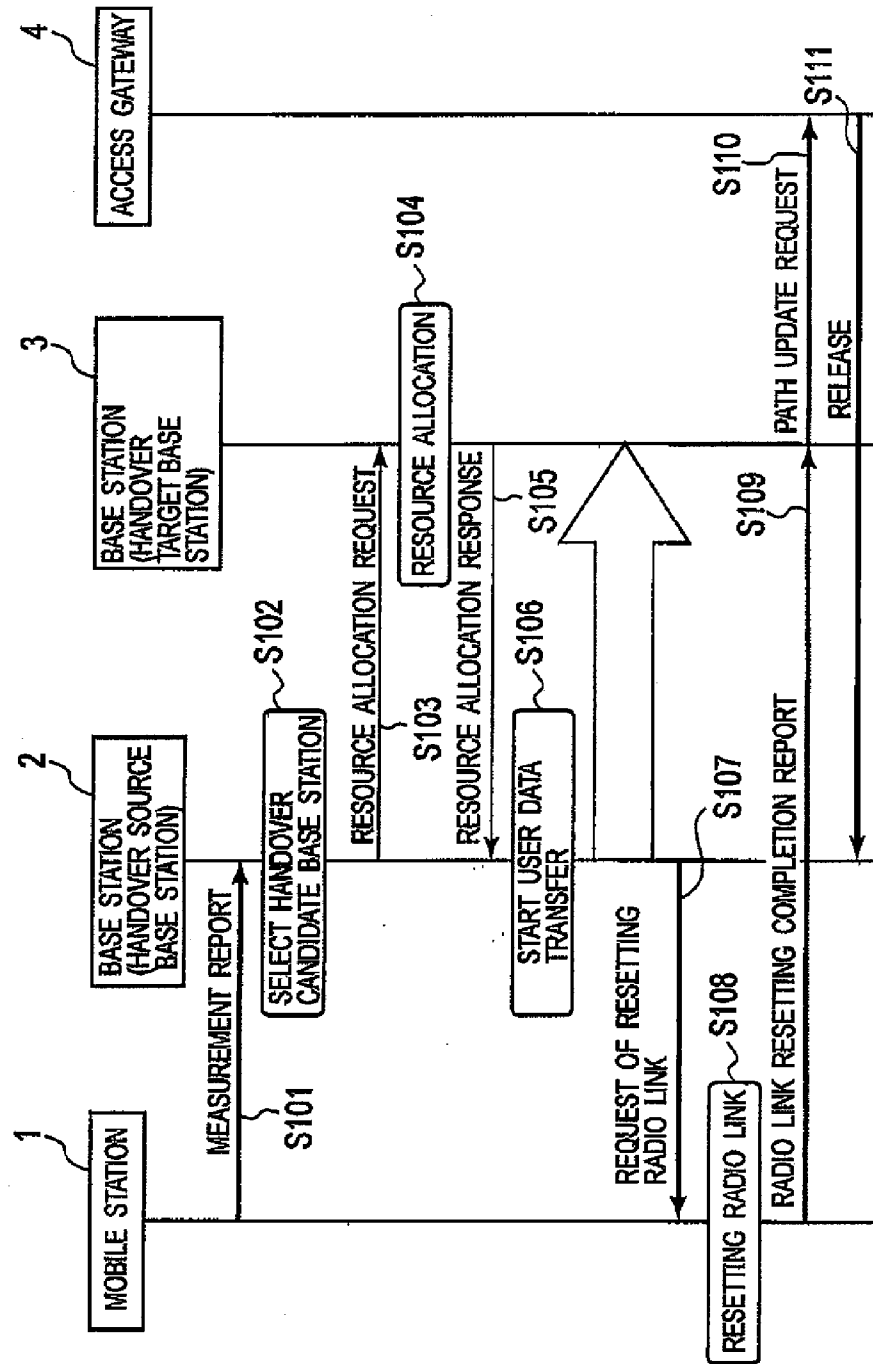 1
MOBILE STATION
2
BASE STATION
(HANDOVER SOURCE
BASE STATION)
3
BASE STATION
(HANDOVER
TARGET BASE
STATION)
4
ACCESS GATEWAY
MEASUREMENT REPORT
S101
S102
SELECT HANDOVER
CANDIDATE BASE STATION
RESOURCE ALLOCATION REQUEST
S103
S104
RESOURCE ALLOCATION
RESOURCE ALLOCATION RESPONSE
S105
S106
START USER DATA
TRANSFER
REQUEST OF RESETTING
RADIO LINK
S107
S108
RESETTING RADIO LINK
RADIO LINK RESETTING COMPLETION REPORT
S109
PATH UPDATE REQUEST
S110
RELEASE
S111